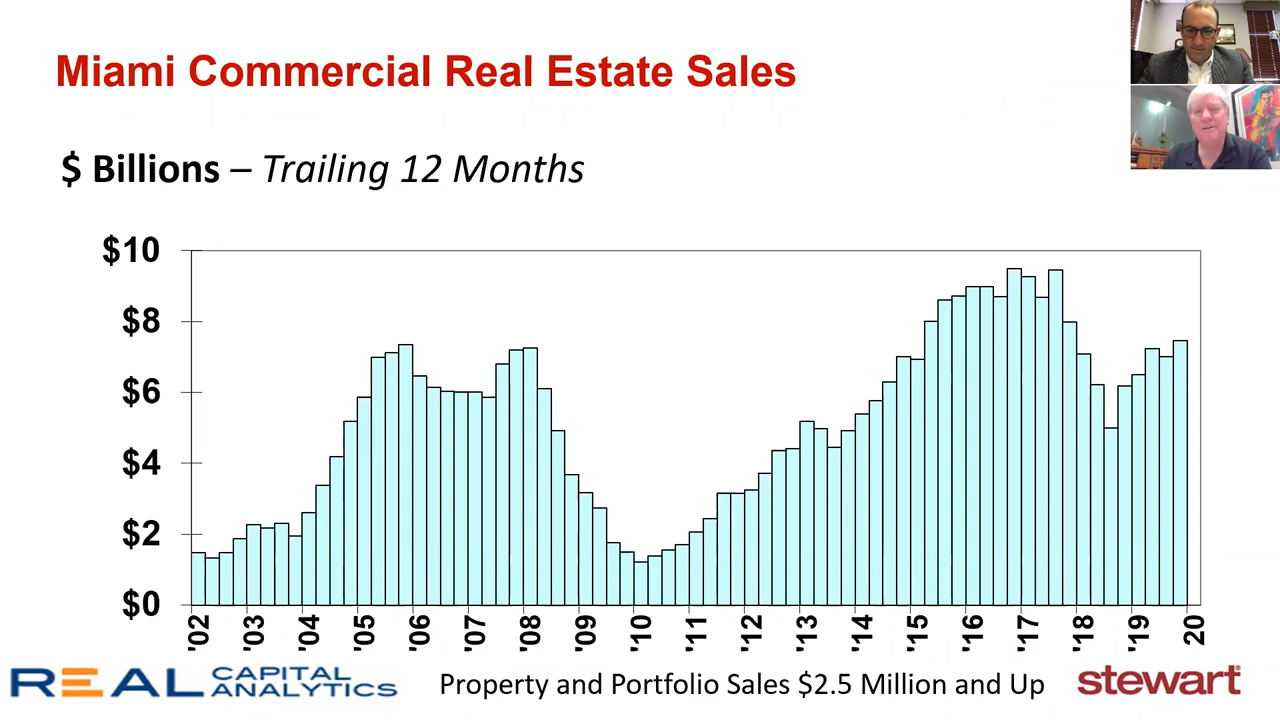 Miami Commercial Real Estate Sales
$ Billions – Trailing 12 Months
$10
$8
$6
$4
$2
$0
'02 '03 '04 '05 '06 '07 '08 '09 '10 '11 '12 '13 '14 '15 '16 '17 '18 '19 20
REAL CAPITAL ANALYTICS
Property and Portfolio Sales $2.5 Million and Up
stewart